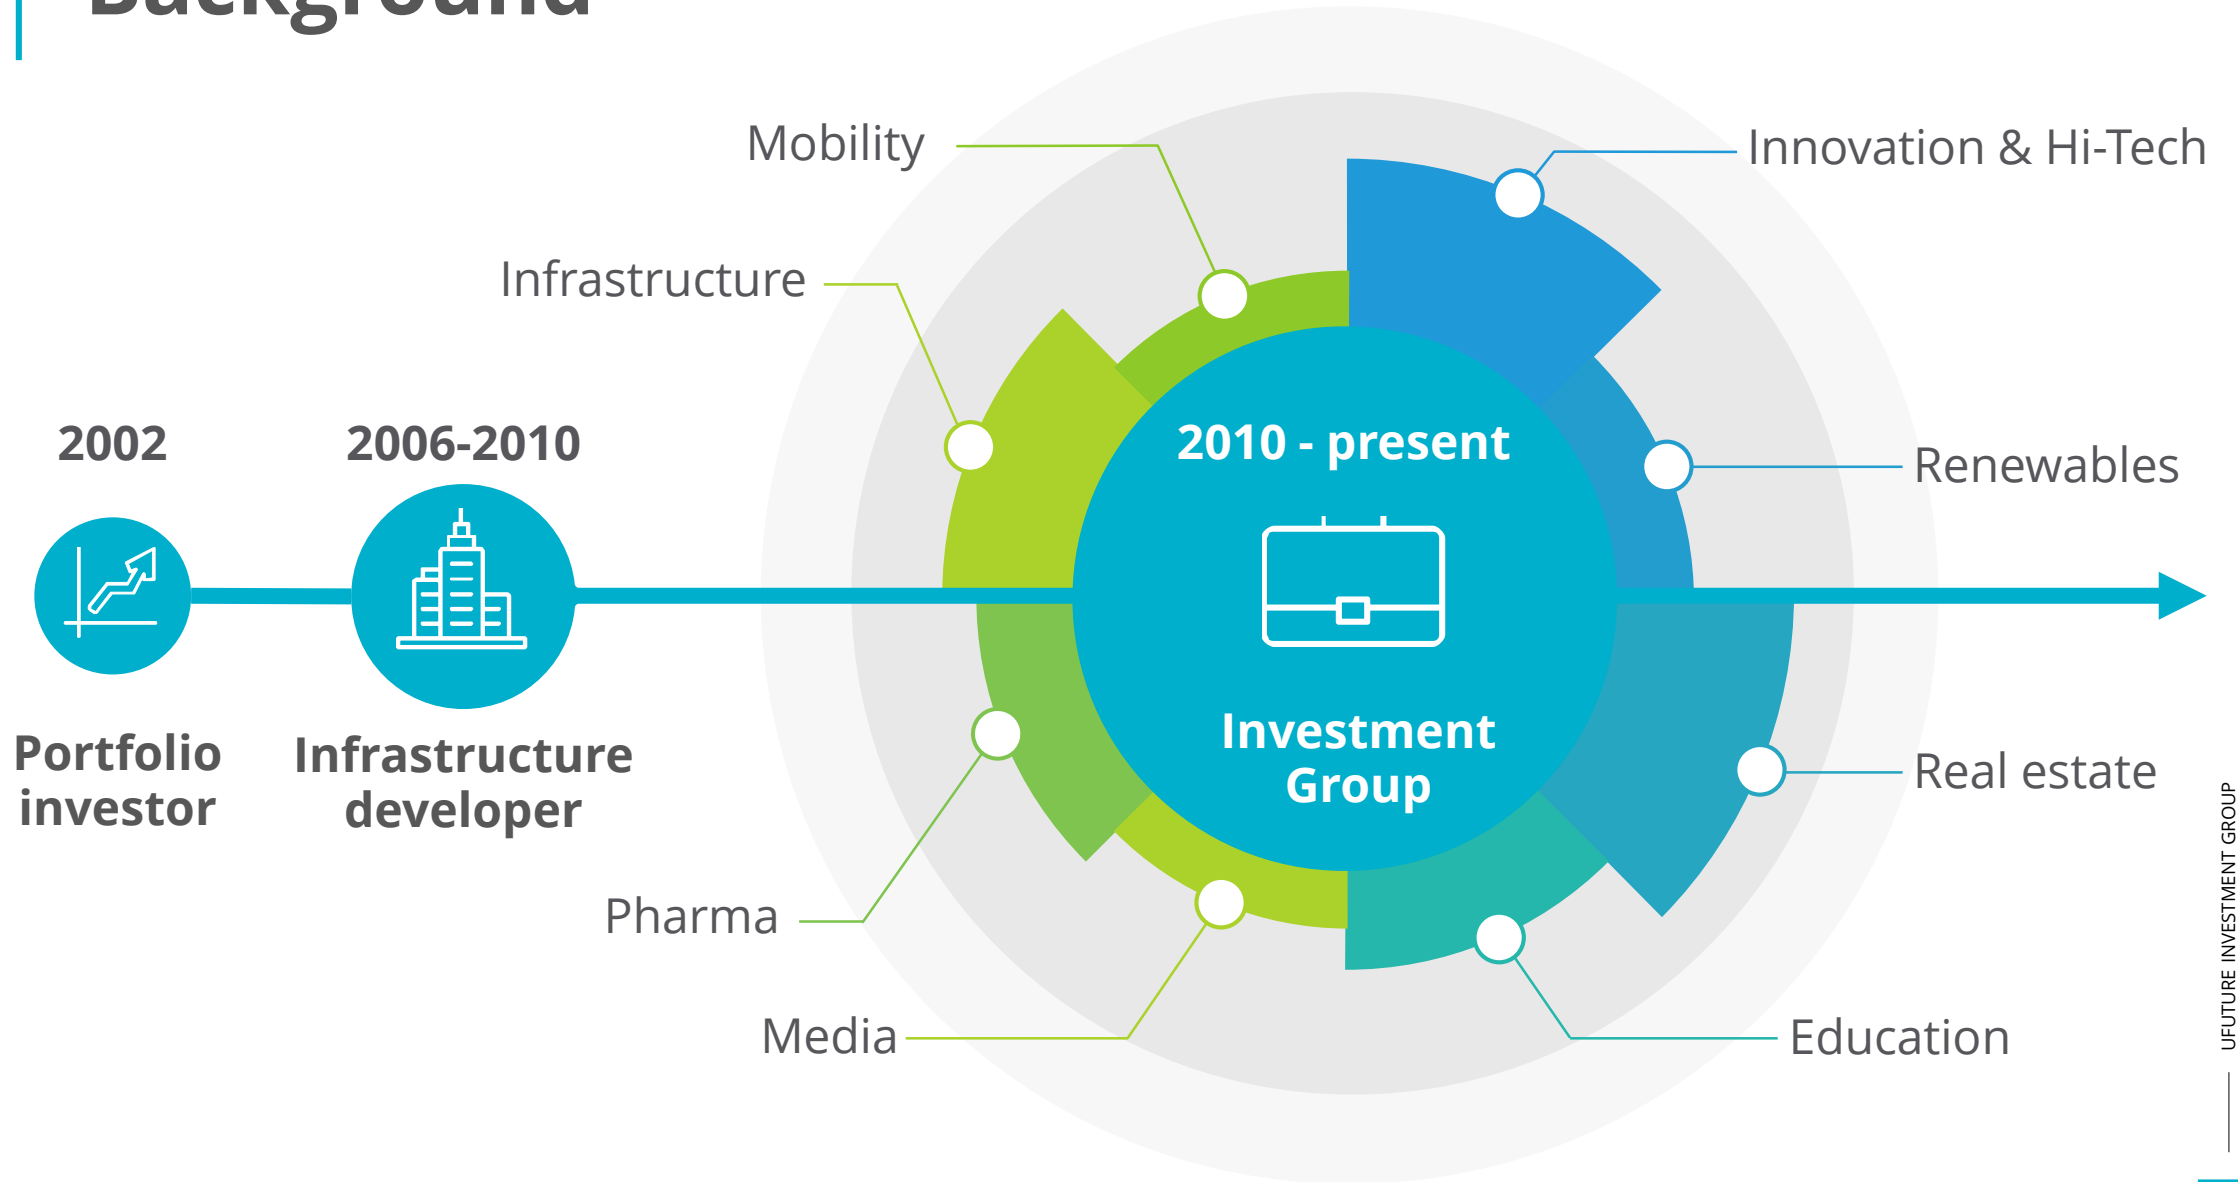 Background
Mobility
Innovation & Hi-Tech
Infrastructure
2002
2006-2010
2010 - present
Renewables
Portfolio
investor
Infrastructure
developer
Investment
Group
Real estate
Pharma
Media
Education
UFUTURE INVESTMENT GROUP